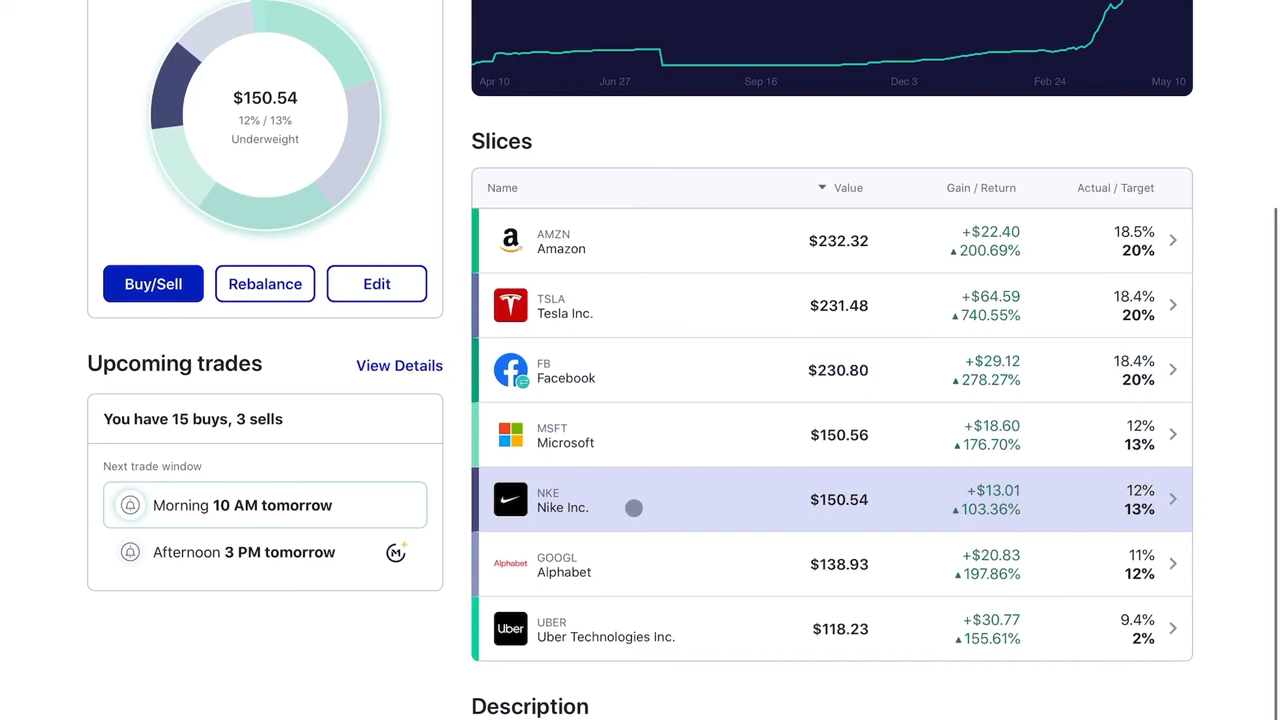 $150.54
12% / 13%
Underweight
Buy/Sell
Rebalance
Edit
Upcoming trades
View Details
You have 15 buys, 3 sells
Next trade window
Morning 10 AM tomorrow
Afternoon 3 PM tomorrow
M
Apr 10
Jun 27
Sep 16
Dec 3
Feb 24
May 10
Slices
Name
Value
Gain / Return
Actual / Target
a
AMZN
Amazon
$232.32
+$22.40
200.69%
18.5%
20%
TSLA
Tesla Inc.
$231.48
+$64.59
740.55%
18.4%
20%
FB
Facebook
$230.80
+$29.12
278.27%
18.4%
20%
MSFT
Microsoft
$150.56
+$18.60
176.70%
12%
13%
NKE
Nike Inc.
$150.54
+$13.01
103.36%
12%
13%
Alphabet
GOOGL
Alphabet
$138.93
+$20.83
197.86%
11%
12%
Uber
UBER
Uber Technologies Inc.
$118.23
+$30.77
155.61%
9.4%
2%
Description